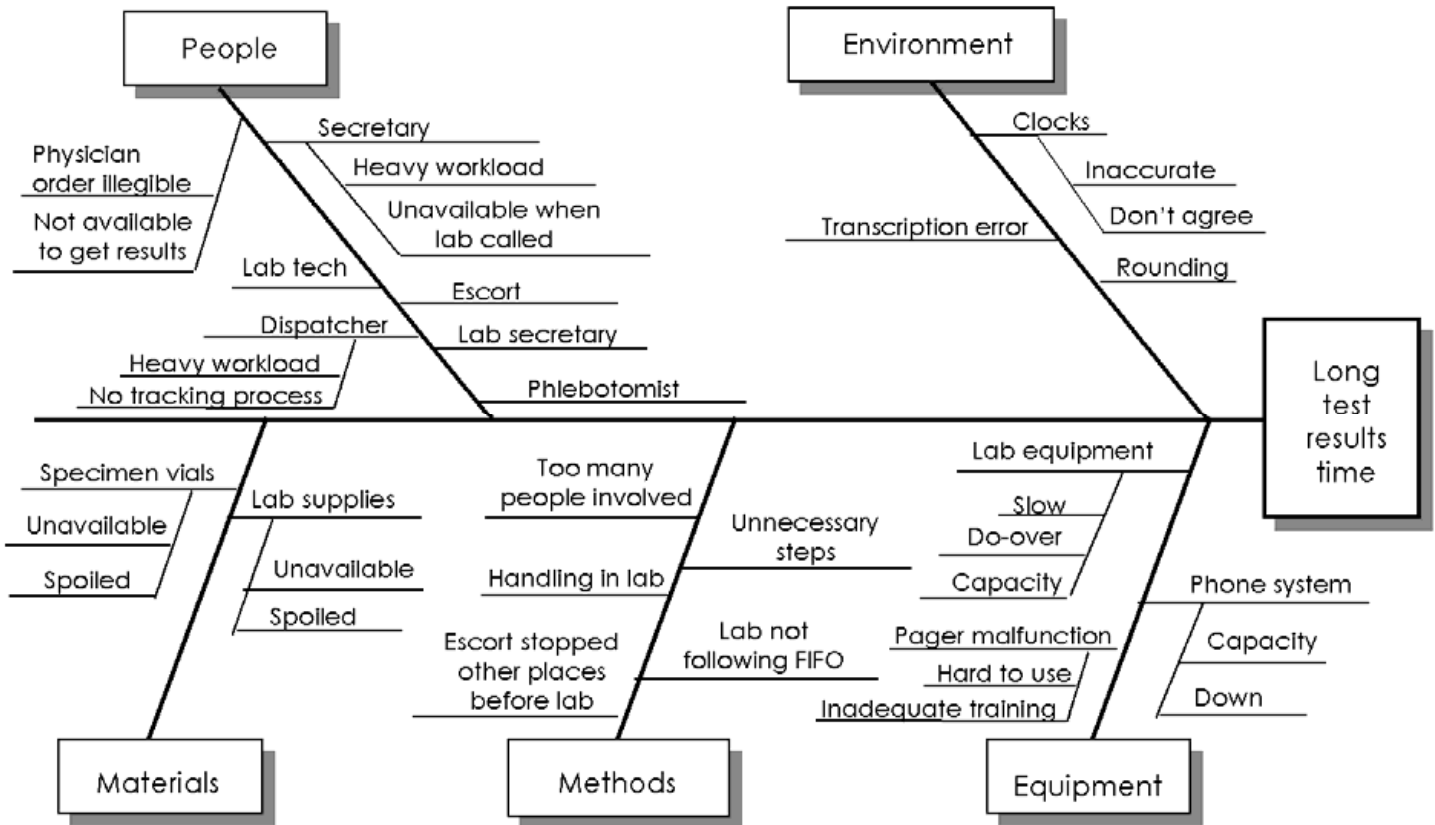 People
Environment
Secretary
Clocks
Physician
order illegible
Heavy workload
Inaccurate
Not available
to get results
Unavailable when
lab called
Transcription error
Don't agree
Lab tech
Escort
Rounding
Dispatcher
Lab secretary
Heavy workload
No tracking process
Phlebotomist
Long
test
results
time
Specimen vials
Lab supplies
Too many
people involved
Lab equipment
Unavailable
Unnecessary
steps
Slow
Do-over
Spoiled
Unavailable
Handling in lab
Capacity
Phone system
Spoiled
Escort stopped
other places
before lab
Lab not
following FIFO
Pager malfunction
Capacity
Hard to use
Down
Inadequate training
Materials
Methods
Equipment